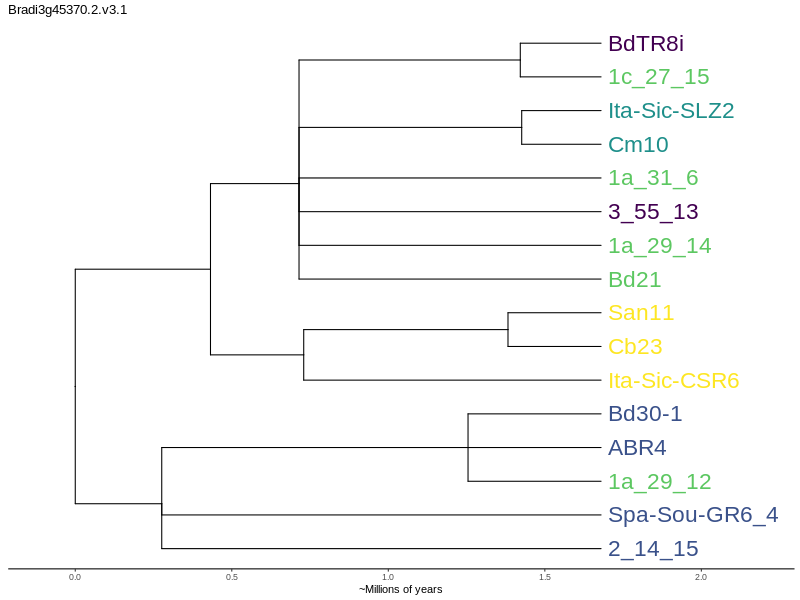 Bradi3g45370.2.v3.1
BdTR8i
1c_27_15
Ita-Sic-SLZ2
Cm10
1a_31_6
3_55_13
1a_29_14
Bd21
San11
Cb23
Ita-Sic-CSR6
Bd30-1
ABR4
1a_29_12
Spa-Sou-GR6_4
2_14_15
0.0 0.5 1.0 1.5 2.0
~Millions of years